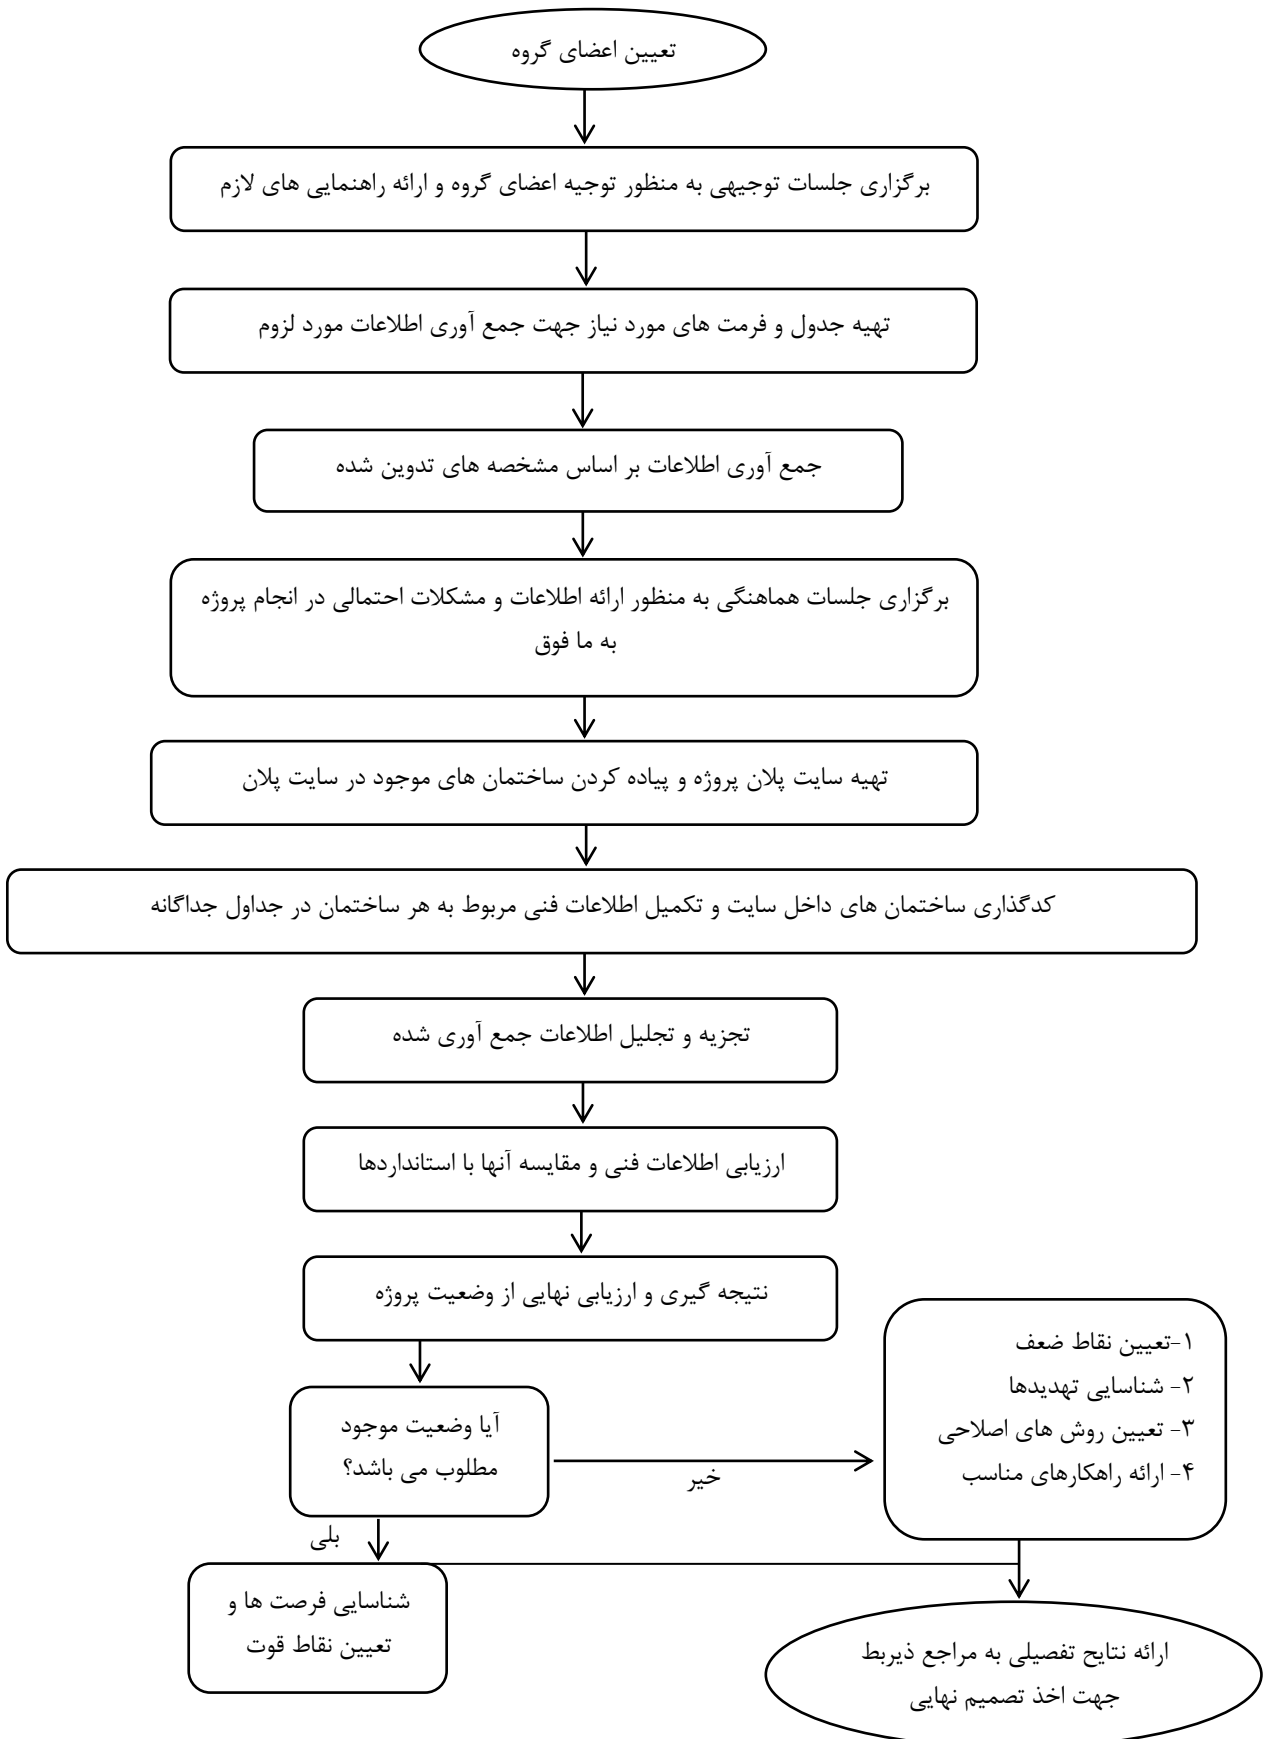 تعیین اعضای گروه
برگزاری جلسات توجیهی به منظور توجیه اعضای گروه و ارائه راهنمایی های لازم
تهیه جدول و فرمت های مورد نیاز جهت جمع آوری اطلاعات مورد لزوم
جمع آوری اطلاعات بر اساس مشخصه های تدوین شده
برگزاری جلسات هماهنگی به منظور ارائه اطلاعات و مشکلات احتمالی در انجام پروژه
به ما فوق
تهیه سایت پلان پروژه و پیاده کردن ساختمان های موجود در سایت پلان
کدگذاری ساختمان های داخل سایت و تکمیل اطلاعات فنی مربوط به هر ساختمان در جداول جداگانه
تجزیه و تجلیل اطلاعات جمع آوری شده
ارزیابی اطلاعات فنی و مقایسه آنها با استانداردها
نتیجه گیری و ارزیابی نهایی از وضعیت پروژه
آیا وضعیت موجود
مطلوب می باشد؟
خیر
۱-تعیین نقاط ضعف
۲- شناسایی تهدیدها
۳- تعیین روش های اصلاحی
۴- ارائه راهکارهای مناسب
بلی
شناسایی فرصت ها و
تعیین نقاط قوت
ارائه نتایج تفصیلی به مراجع ذیربط
جهت اخذ تصمیم نهایی